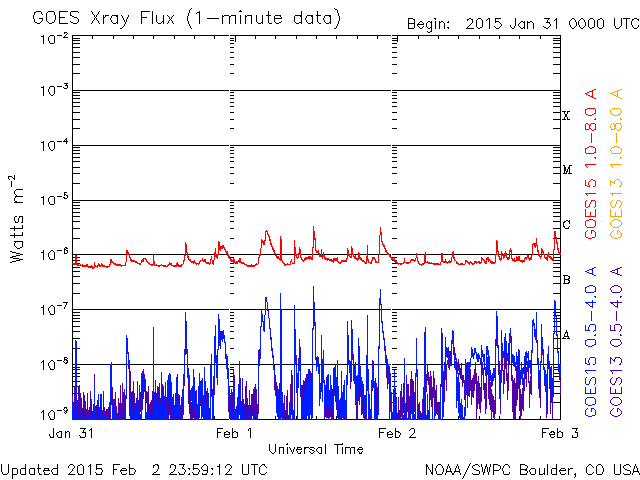 GOES Xray Flux (1-minute data)
Begin: 2015 Jan 31 0000 UTC
10⁻²
10⁻³
10⁻⁴
10⁻⁵
10⁻⁶
10⁻⁷
10⁻⁸
10⁻⁹
Watts m⁻²
X
M
C
B
A
GOES15 1.0-8.0 A
GOES13 1.0-8.0 A
GOES15 0.5-4.0 A
GOES13 0.5-4.0 A
Jan 31 Feb 1 Feb 2 Feb 3
Universal Time
Updated 2015 Feb 2 23:59:12 UTC
NOAA/SWPC Boulder, CO USA